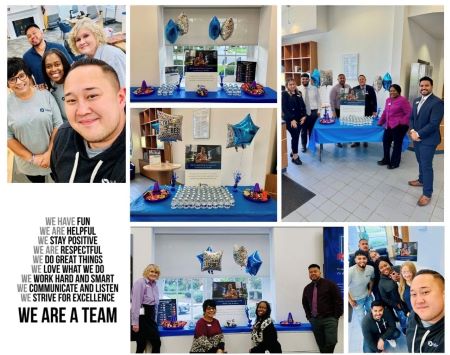 WE HAVE FUN
WE ARE HELPFUL
WE STAY POSITIVE
WE ARE RESPECTFUL
WE DO GREAT THINGS
WE LOVE WHAT WE DO
WE WORK HARD AND SMART
WE COMMUNICATE AND LISTEN
WE STRIVE FOR EXCELLENCE
WE ARE A TEAM